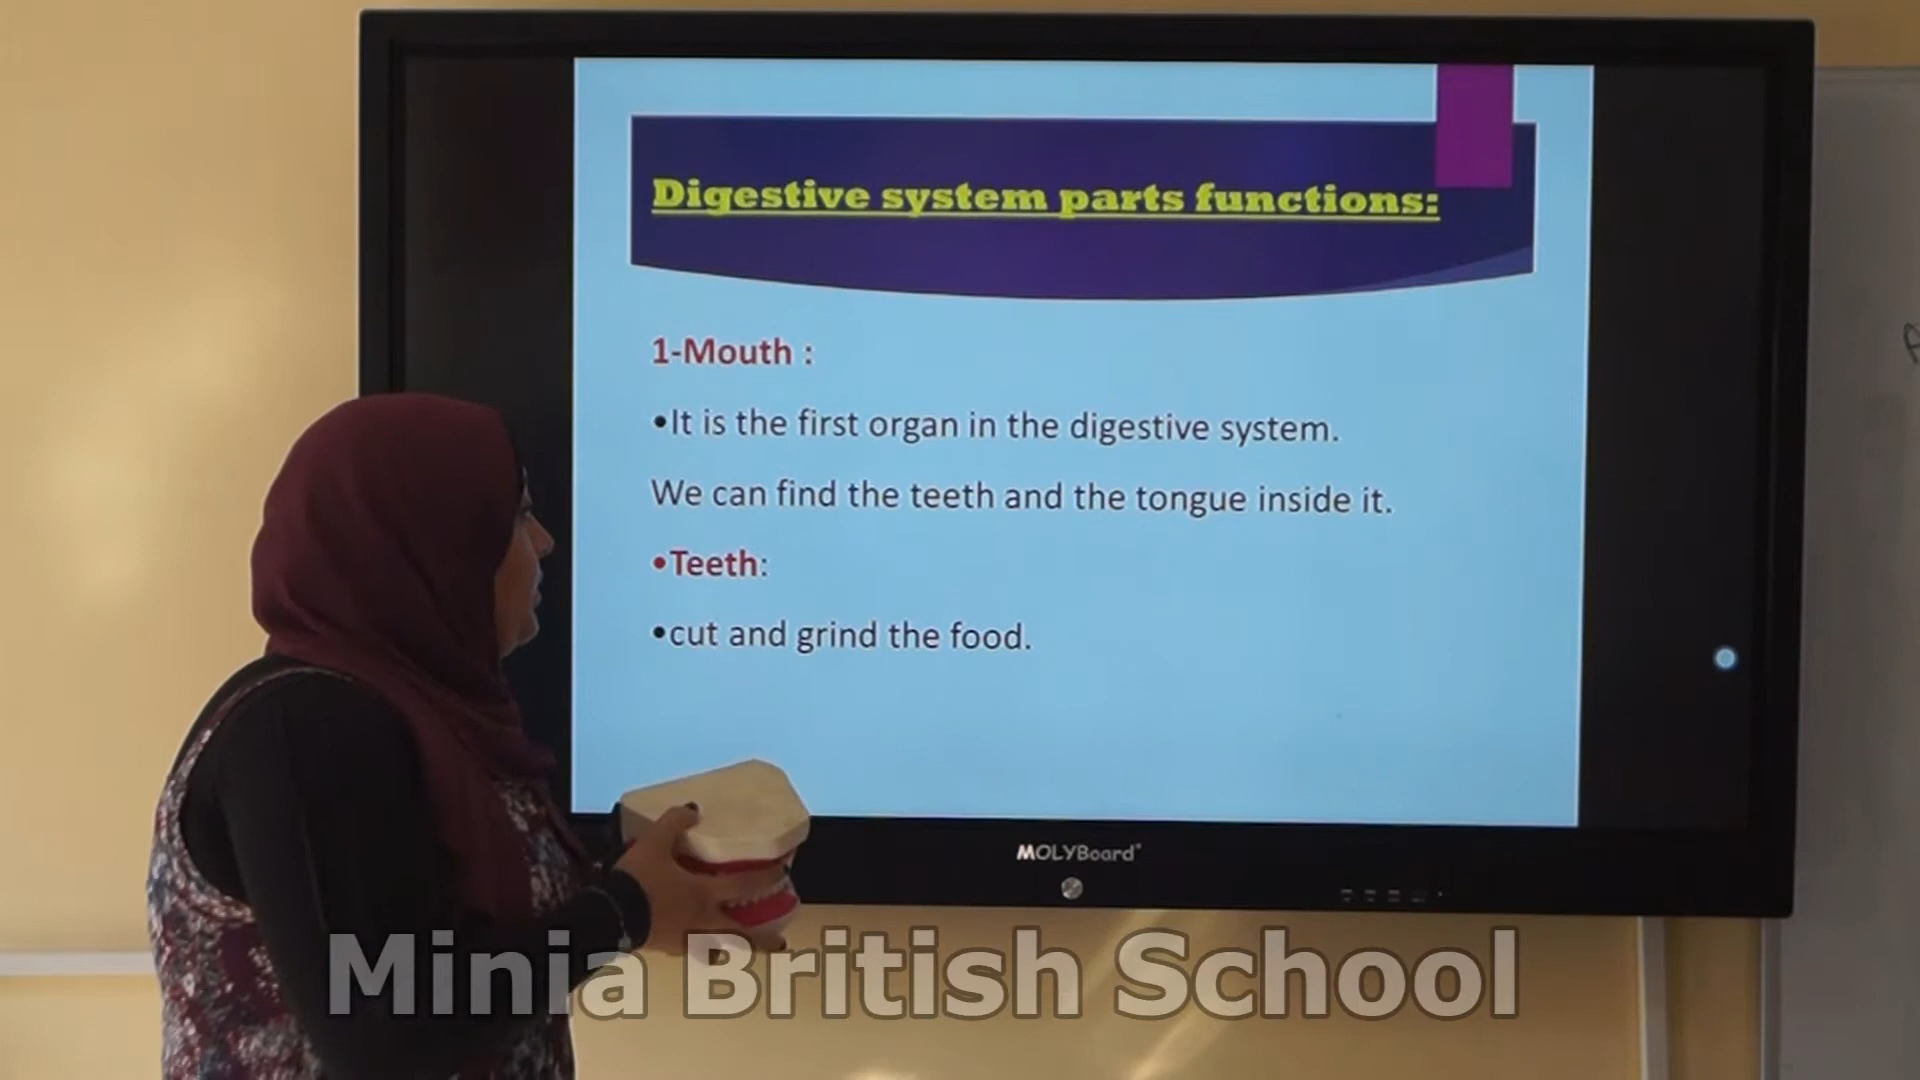 Digestive system parts functions:
1-Mouth :
•It is the first organ in the digestive system.
We can find the teeth and the tongue inside it.
•Teeth:
•cut and grind the food.
MOLYBoard
Minia British School